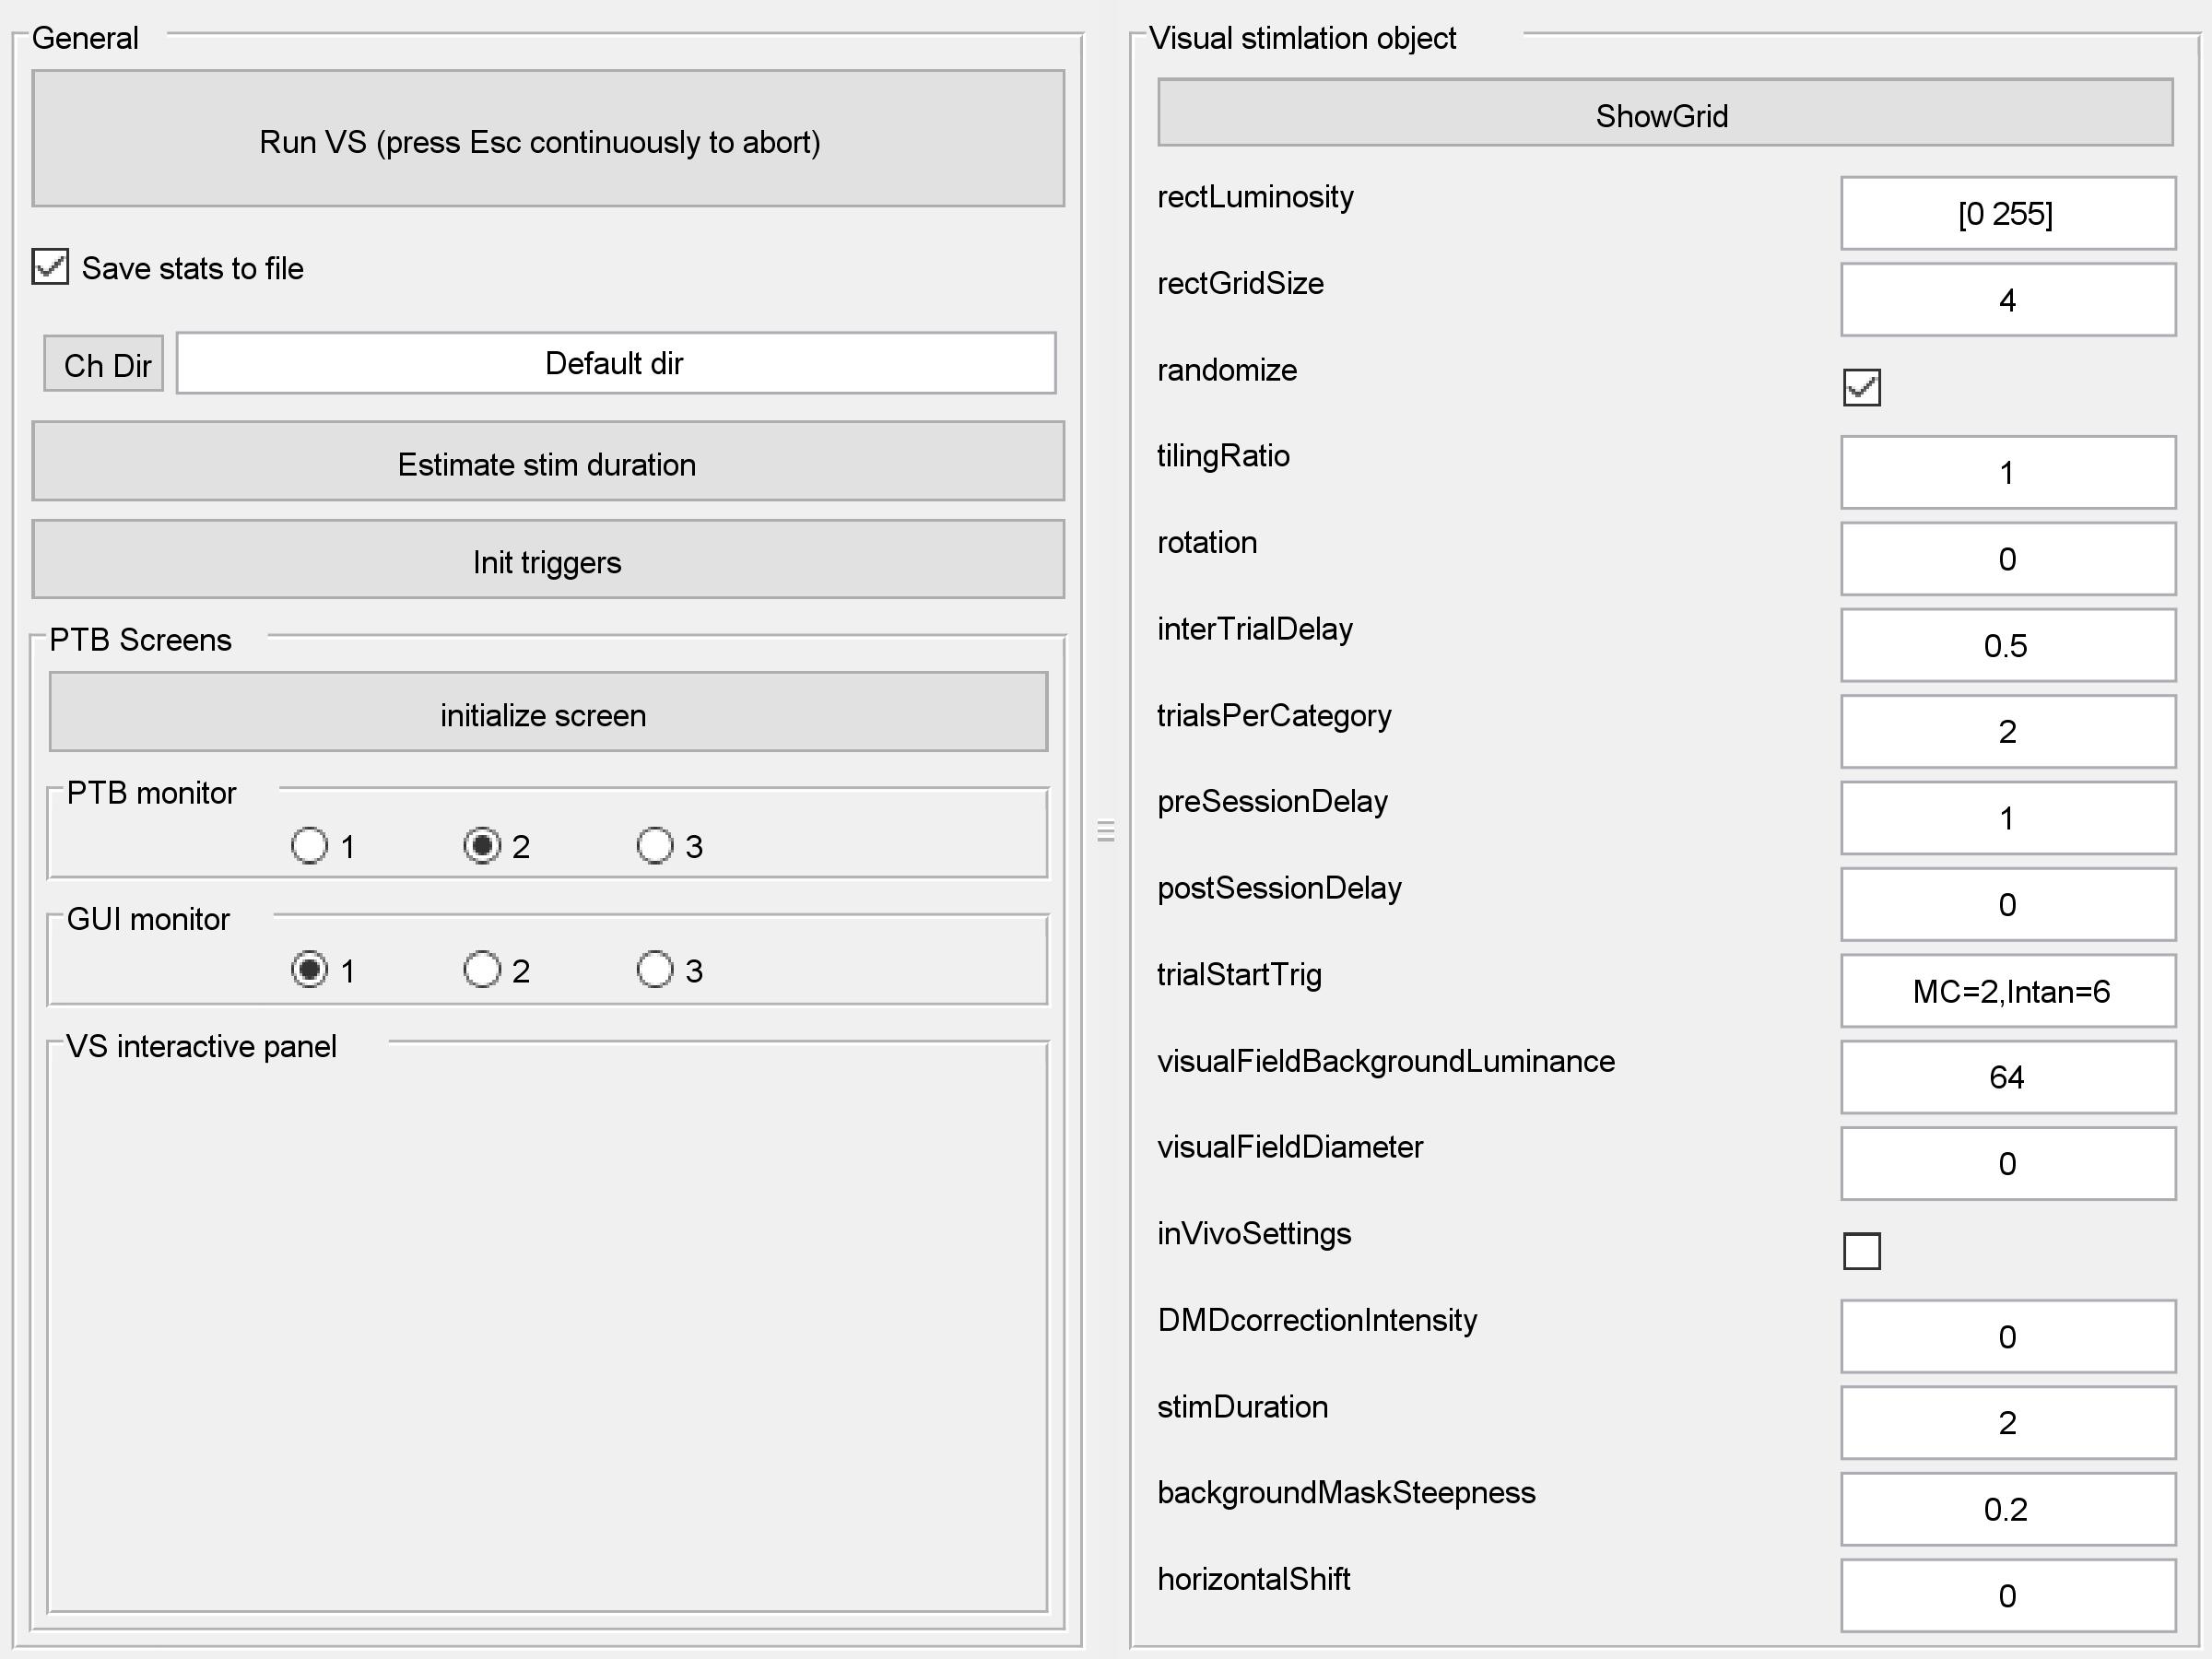 General
Run VS (press Esc continuously to abort)
Save stats to file
Ch Dir
Default dir
Estimate stim duration
Init triggers
PTB Screens
initialize screen
PTB monitor
1 2 3
GUI monitor
1 2 3
VS interactive panel
Visual stimlation object
ShowGrid
rectLuminosity [0 255]
rectGridSize 4
randomize
tilingRatio 1
rotation 0
interTrialDelay 0.5
trialsPerCategory 2
preSessionDelay 1
postSessionDelay 0
trialStartTrig MC=2,Intan=6
visualFieldBackgroundLuminance 64
visualFieldDiameter 0
inVivoSettings
DMDcorrectionIntensity 0
stimDuration 2
backgroundMaskSteepness 0.2
horizontalShift 0